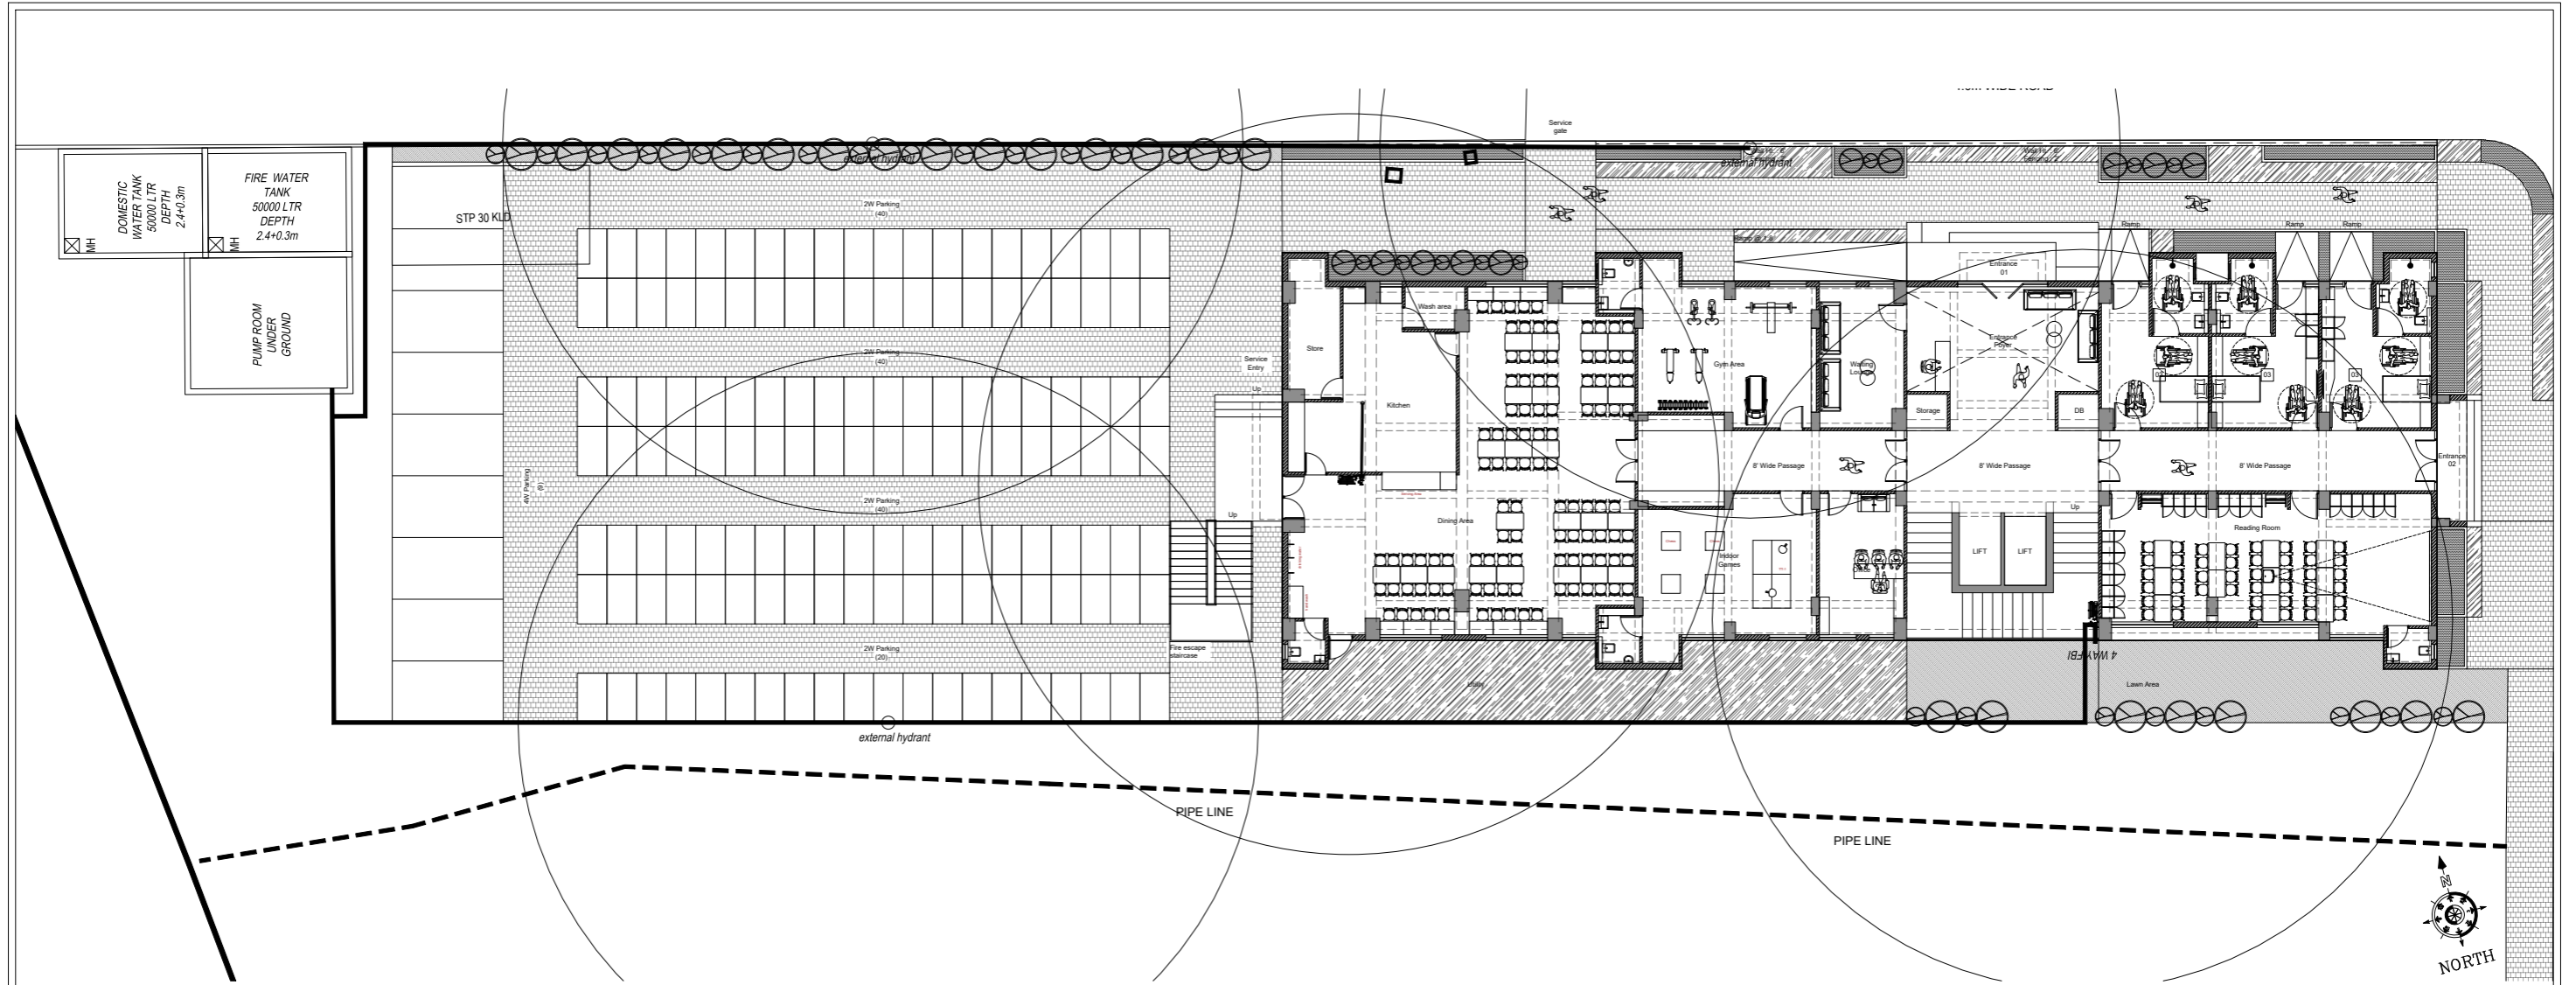 Service
gate
external hydrant
external hydrant
DOMESTIC
WATER TANK
50000 LTR
DEPTH
2.4+0.3m
MH
FIRE WATER
TANK
50000 LTR
DEPTH
2.4+0.3m
MH
PUMP ROOM
UNDER
GROUND
STP 30 KLD
2W Parking
(40)
2W Parking
(40)
2W Parking
(40)
2W Parking
(20)
4W Parking
external hydrant
Service
Entry
Up
Up
Fire escape
staircase
Store
Wash area
Kitchen
Dining Area
Gym Area
Waiting
Lounge
Entrance
01
Entrance
Foyer
Storage
DB
Ramp
Ramp
Ramp
03
03
8' Wide Passage
8' Wide Passage
8' Wide Passage
Entrance
02
Indoor
Games
LIFT
LIFT
Up
Reading Room
4 WAY FBI
Utility
Lawn Area
PIPE LINE
PIPE LINE
N
NORTH